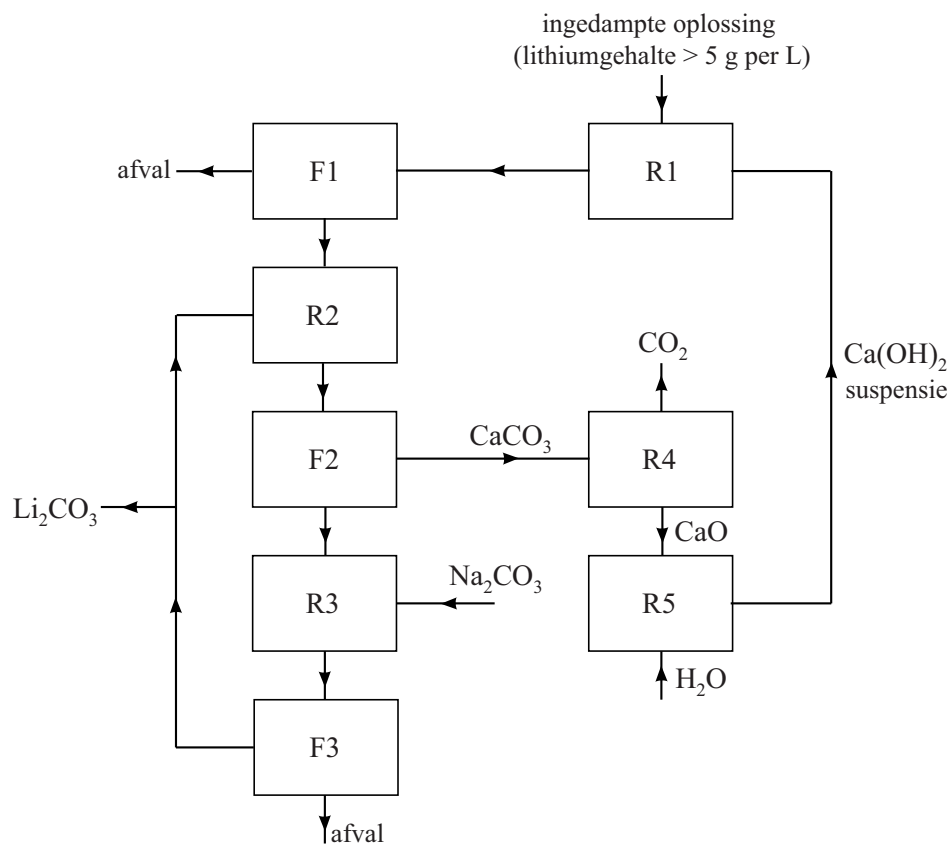 ingedampte oplossing
(lithiumgehalte > 5 g per L)
afval
F1
R1
R2
CO₂
Ca(OH)₂
suspensie
F2
CaCO₃
R4
Li₂CO₃
CaO
R3
Na₂CO₃
R5
H₂O
F3
afval